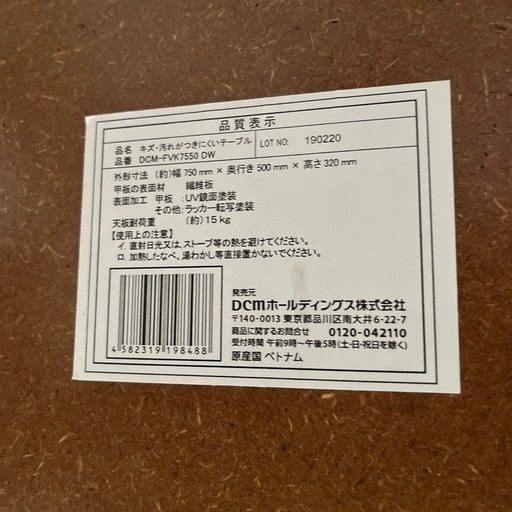 品質表示
品名 キズ・汚れがつきにくいテーブル
品番 DCM-FVK7550 DW
LOT NO: 190220
外形寸法 (約)幅 750 mm × 奥行き 500 mm × 高さ 320 mm
甲板の表面材 繊維板
表面加工 甲板 :UV鏡面塗装
その他:ラッカー転写塗装
天板耐荷重 (約)15kg
【使用上の注意】
イ. 直射日光又は、ストーブ等の熱を避けてください。
ロ. 加熱したなべ、湯わかし等直接置かないでください。
4 582319 198488
発売元
DCMホールディングス株式会社
〒140-0013 東京都品川区南大井6-22-7
商品に関するお問合せ 0120-042110
受付時間 午前9時~午後5時(土・日・祝日を除く)
原産国 ベトナム